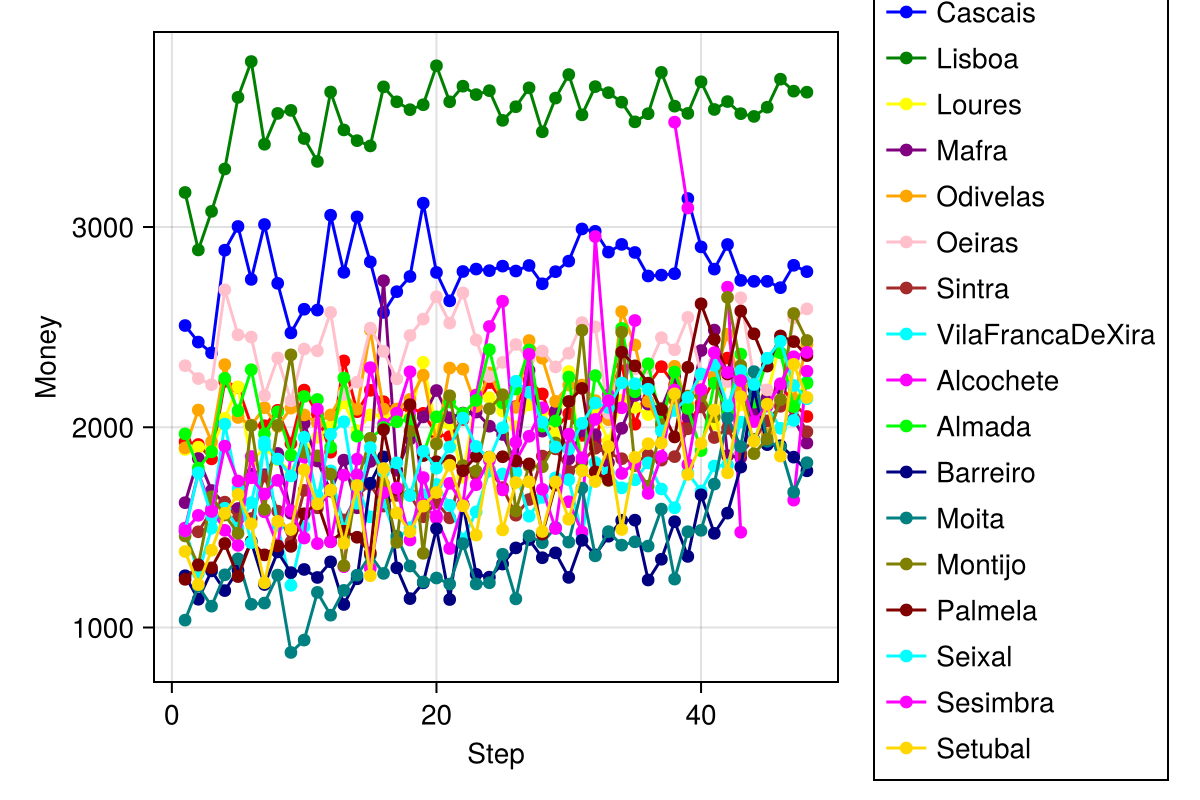 3000
2000
1000
Money
0
20
40
Step
Cascais
Lisboa
Loures
Mafra
Odivelas
Oeiras
Sintra
VilaFrancaDeXira
Alcochete
Almada
Barreiro
Moita
Montijo
Palmela
Seixal
Sesimbra
Setubal